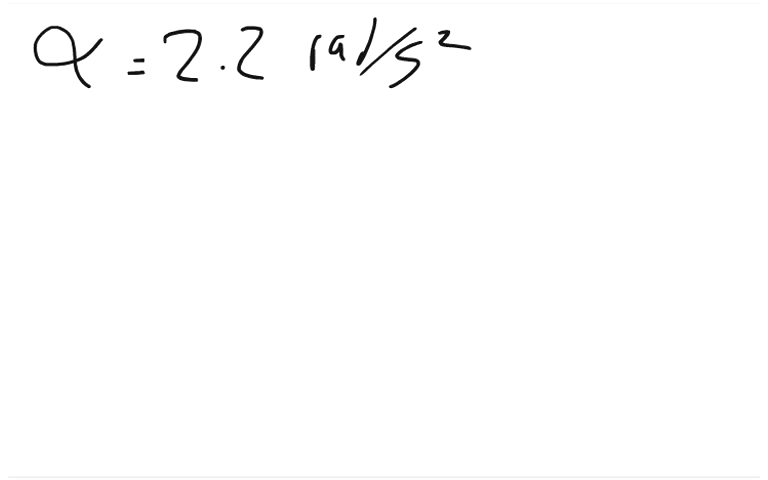 α = 2.2 rad/s²